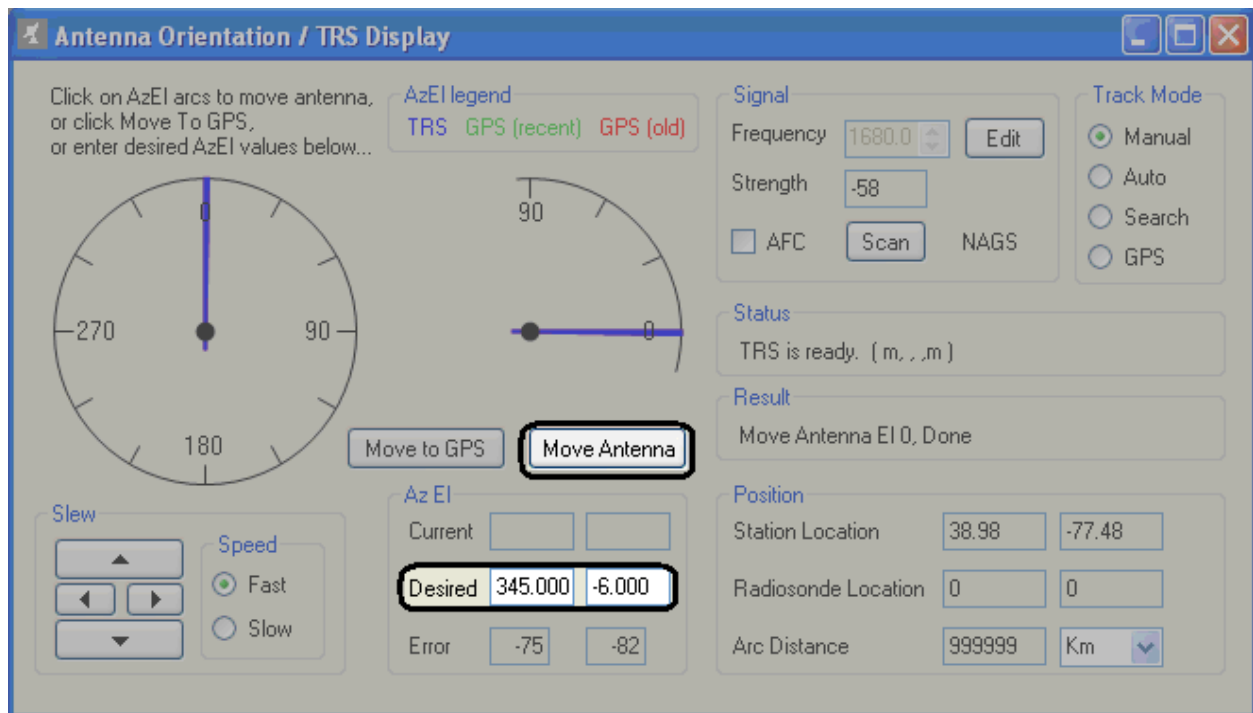 Antenna Orientation / TRS Display
Click on AzEl arcs to move antenna,
or click Move To GPS,
or enter desired AzEl values below...
AzEl legend
TRS GPS (recent) GPS (old)
0
90
180
270
90
0
Move to GPS
Move Antenna
Slew
Speed
Fast
Slow
Az El
Current
Desired 345.000 -6.000
Error -75 -82
Signal
Frequency 1680.0 Edit
Strength -58
AFC Scan NAGS
Track Mode
Manual
Auto
Search
GPS
Status
TRS is ready. ( m, , ,m )
Result
Move Antenna El 0, Done
Position
Station Location 38.98 -77.48
Radiosonde Location 0 0
Arc Distance 999999 Km